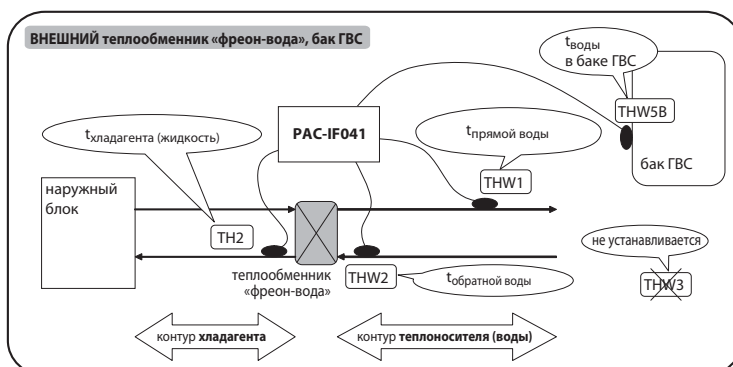 ВНЕШНИЙ теплообменник «фреон-вода», бак ГВС
tводы
в баке ГВС
THW5B
бак ГВС
PAC-IF041
tхладагента (жидкость)
tпрямой воды
THW1
наружный
блок
TH2
теплообменник
«фреон-вода»
THW2
tобратной воды
не устанавливается
THW3
контур хладагента
контур теплоносителя (воды)